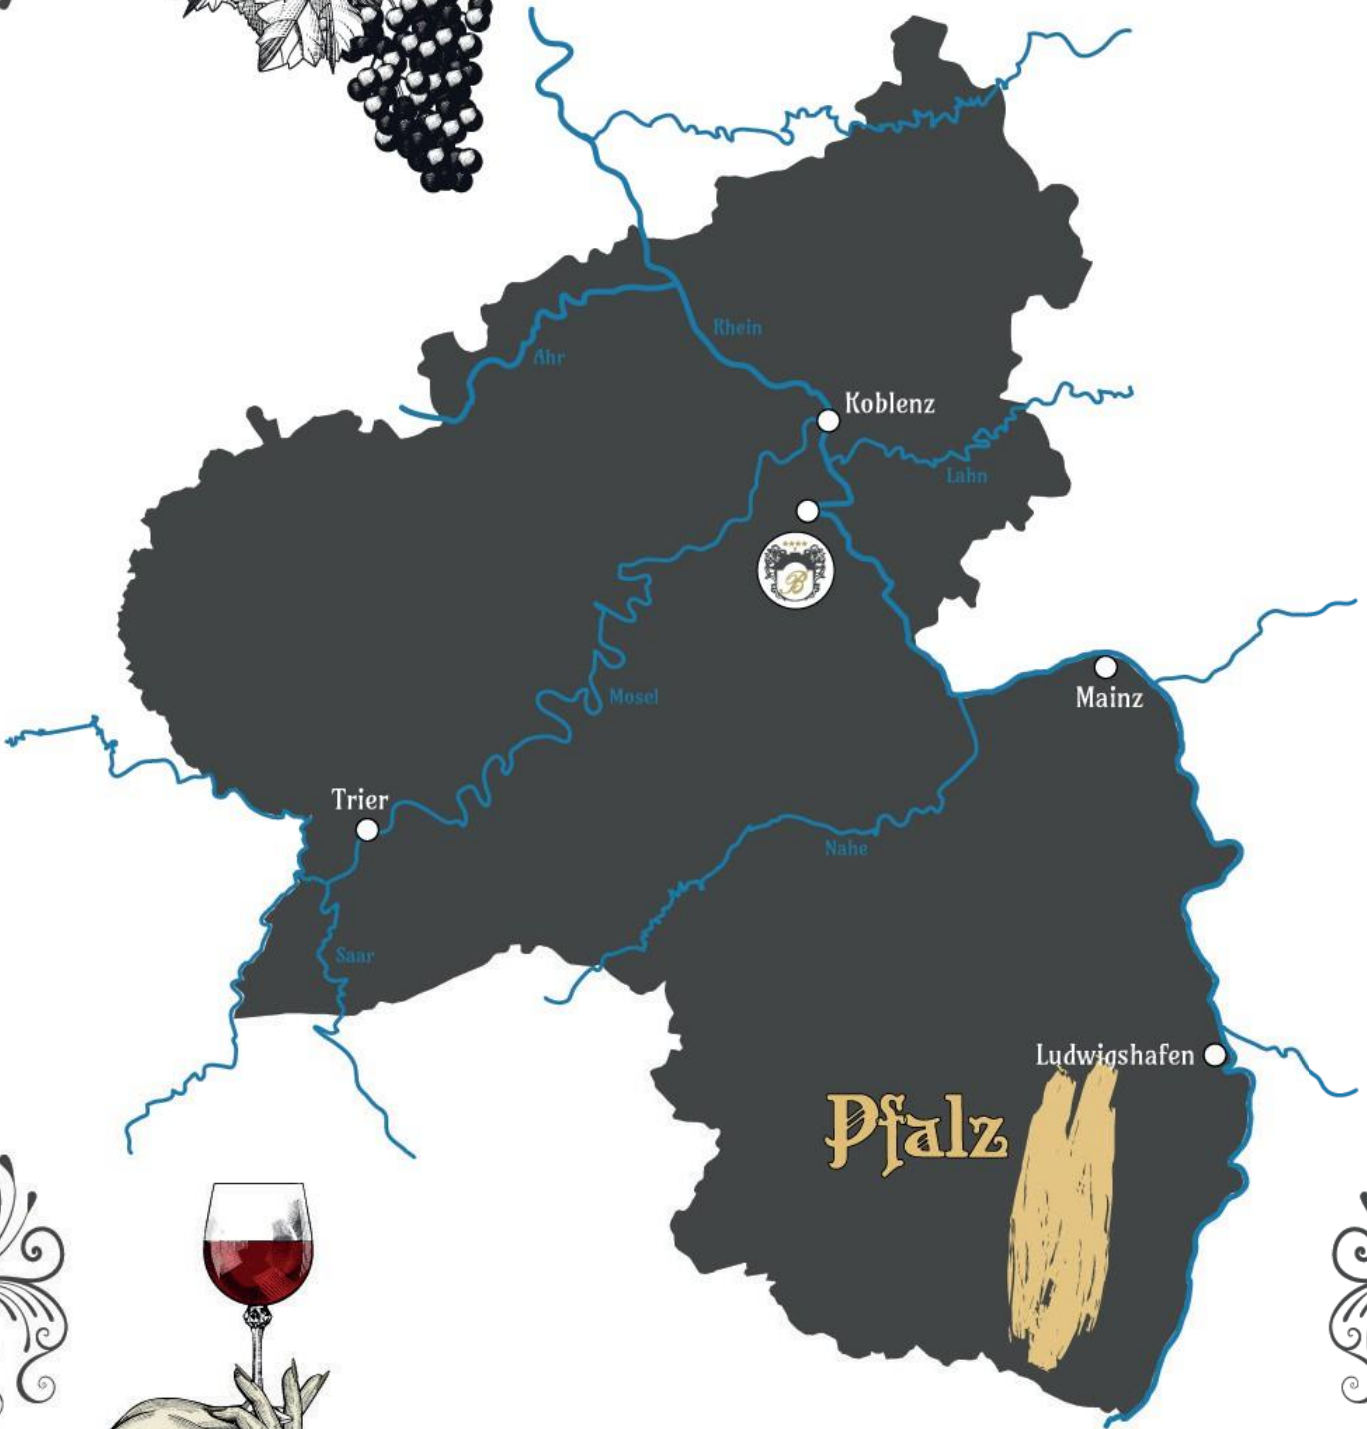 Rhein
Ahr
Koblenz
Lahn
B
Mosel
Mainz
Trier
Nahe
Saar
Ludwigshafen
Pfalz